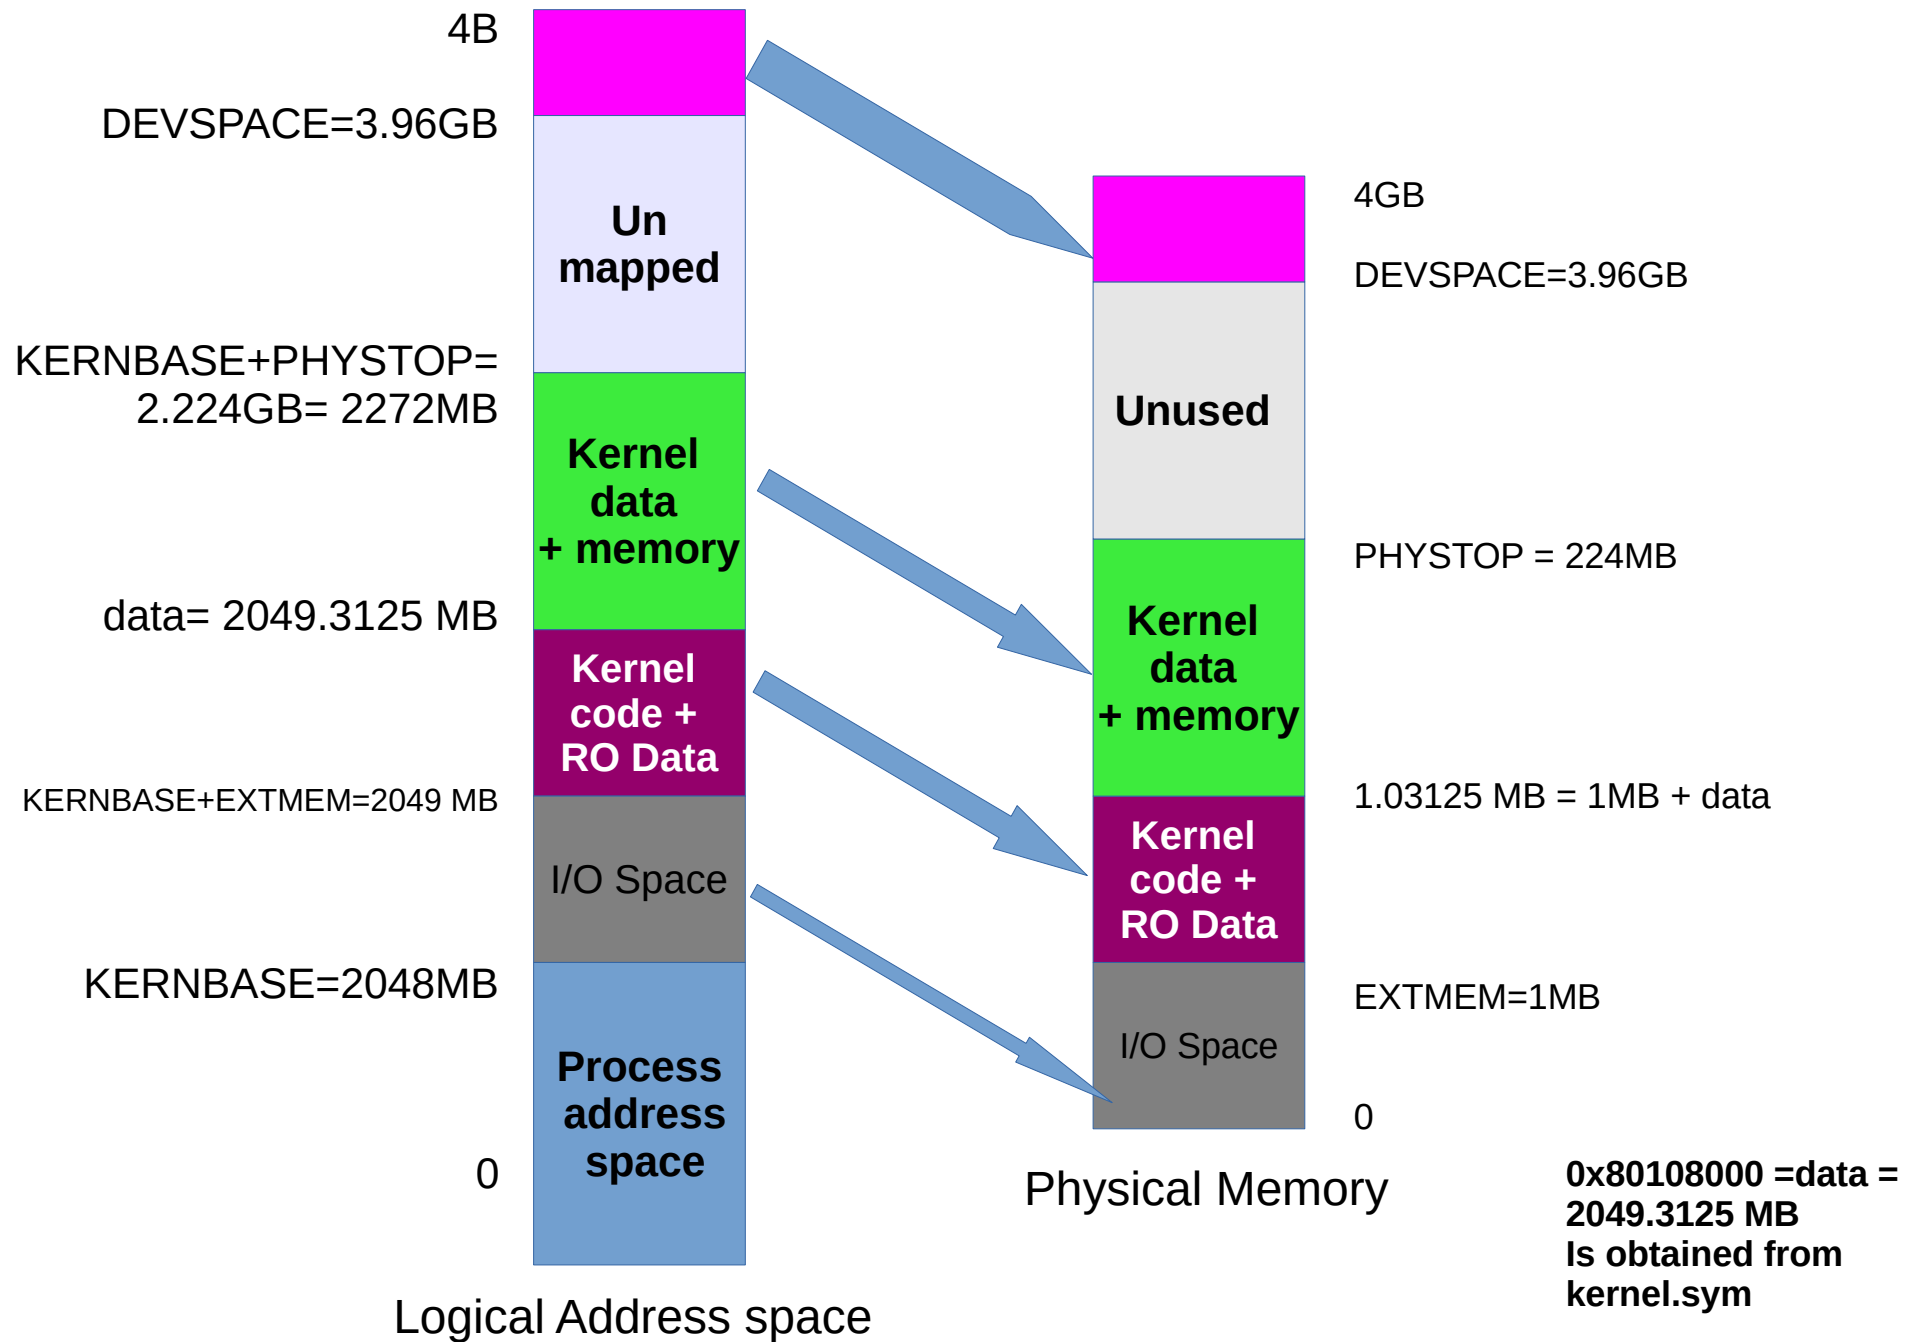 4B
DEVSPACE=3.96GB
Un
mapped
KERNBASE+PHYSTOP=
2.224GB= 2272MB
Kernel
data
+ memory
data= 2049.3125 MB
Kernel
code +
RO Data
KERNBASE+EXTMEM=2049 MB
I/O Space
KERNBASE=2048MB
Process
address
space
0
Logical Address space
4GB
DEVSPACE=3.96GB
Unused
PHYSTOP = 224MB
Kernel
data
+ memory
1.03125 MB = 1MB + data
Kernel
code +
RO Data
EXTMEM=1MB
I/O Space
0
Physical Memory
0x80108000 =data =
2049.3125 MB
Is obtained from
kernel.sym